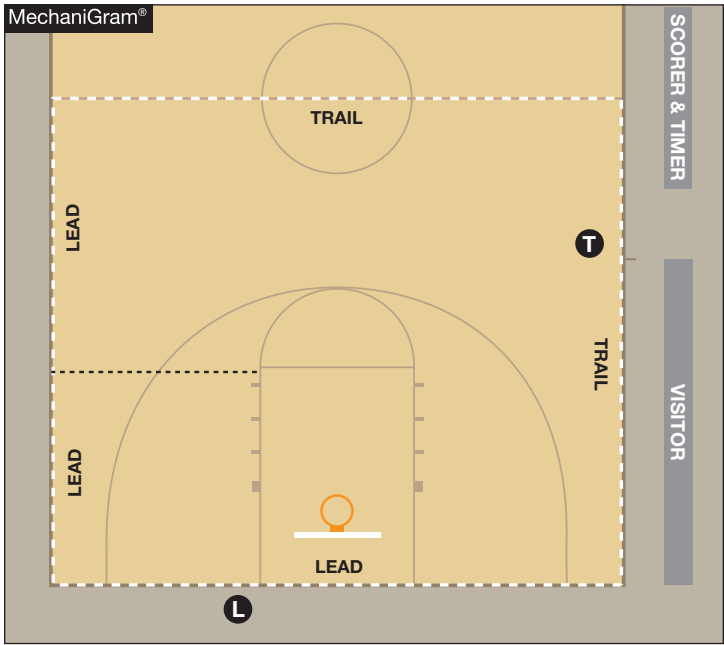 MechaniGram®
SCORER & TIMER
TRAIL
LEAD
T
TRAIL
VISITOR
LEAD
LEAD
L